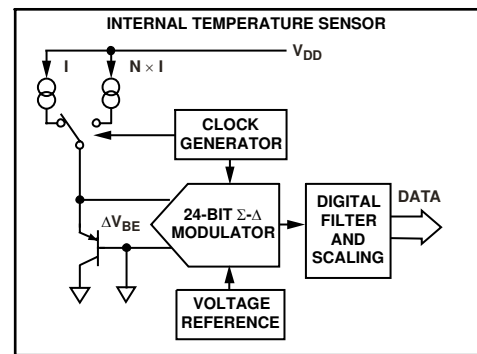 INTERNAL TEMPERATURE SENSOR
V_DD
I
N × I
CLOCK
GENERATOR
ΔV_BE
24-BIT Σ-Δ
MODULATOR
DIGITAL
FILTER
AND
SCALING
DATA
VOLTAGE
REFERENCE